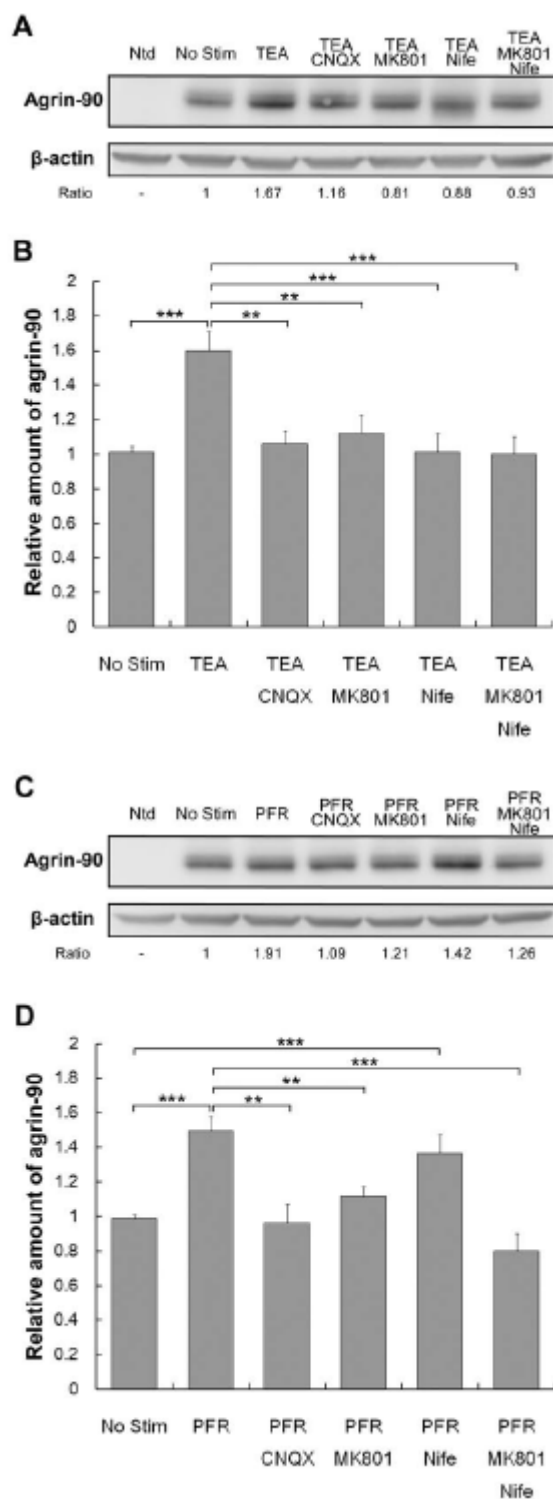 A
Ntd No Stim TEA TEA CNQX TEA MK801 TEA Nife TEA MK801 Nife
Agrin-90
β-actin
Ratio - 1 1.67 1.16 0.81 0.88 0.93
B
Relative amount of agrin-90
2
1.8
1.6
1.4
1.2
1
0.8
0.6
0.4
0.2
0
***
***
***
**
**
No Stim TEA TEA TEA TEA TEA
CNQX MK801 Nife MK801
Nife
C
Ntd No Stim PFR PFR CNQX PFR MK801 PFR Nife PFR MK801 Nife
Agrin-90
β-actin
Ratio - 1 1.91 1.09 1.21 1.42 1.26
D
Relative amount of agrin-90
2
1.8
1.6
1.4
1.2
1
0.8
0.6
0.4
0.2
0
***
***
**
***
**
No Stim PFR PFR PFR PFR PFR
CNQX MK801 Nife MK801
Nife